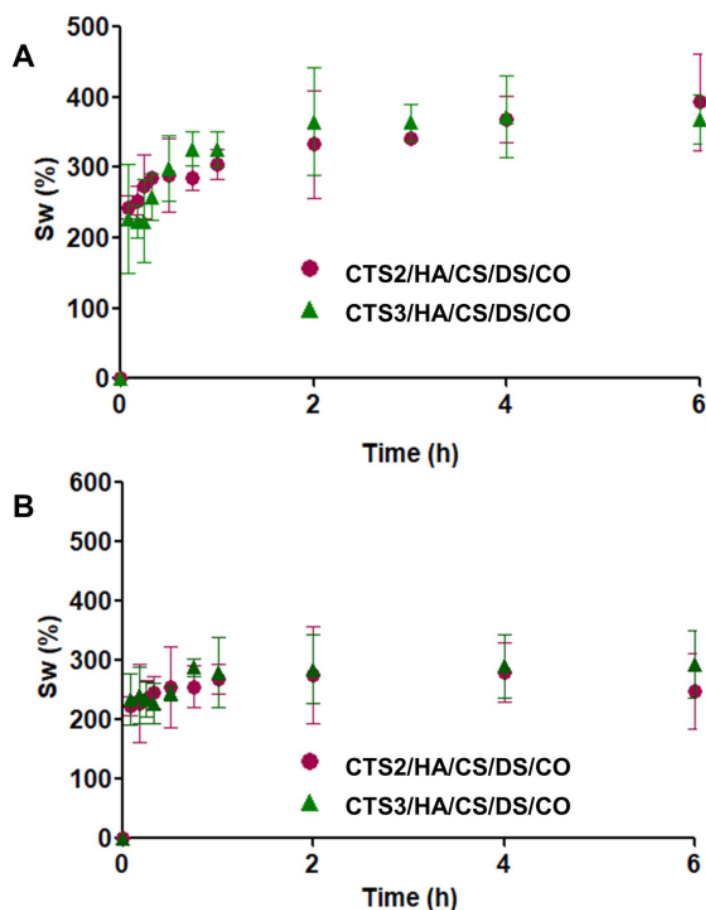 A
Sw (%)
500
400
300
200
100
0
CTS2/HA/CS/DS/CO
CTS3/HA/CS/DS/CO
0 2 4 6
Time (h)
B
Sw (%)
600
500
400
300
200
100
0
CTS2/HA/CS/DS/CO
CTS3/HA/CS/DS/CO
0 2 4 6
Time (h)